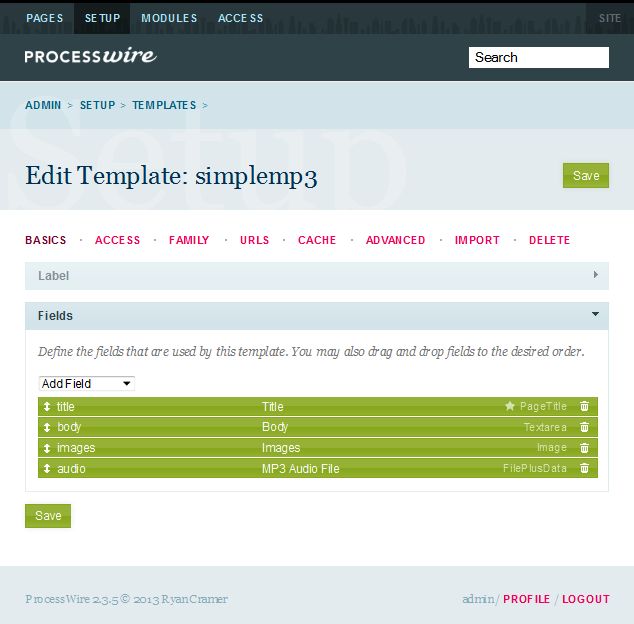 PAGES SETUP MODULES ACCESS SITE
PROCESSwire Search
ADMIN > SETUP > TEMPLATES >
Setup
Edit Template: simplemp3 Save
BASICS · ACCESS · FAMILY · URLS · CACHE · ADVANCED · IMPORT · DELETE
Label
Fields
Define the fields that are used by this template. You may also drag and drop fields to the desired order.
Add Field
title Title PageTitle
body Body Textarea
images Images Image
audio MP3 Audio File FilePlusData
Save
ProcessWire 2.3.5 © 2013 Ryan Cramer admin / PROFILE / LOGOUT